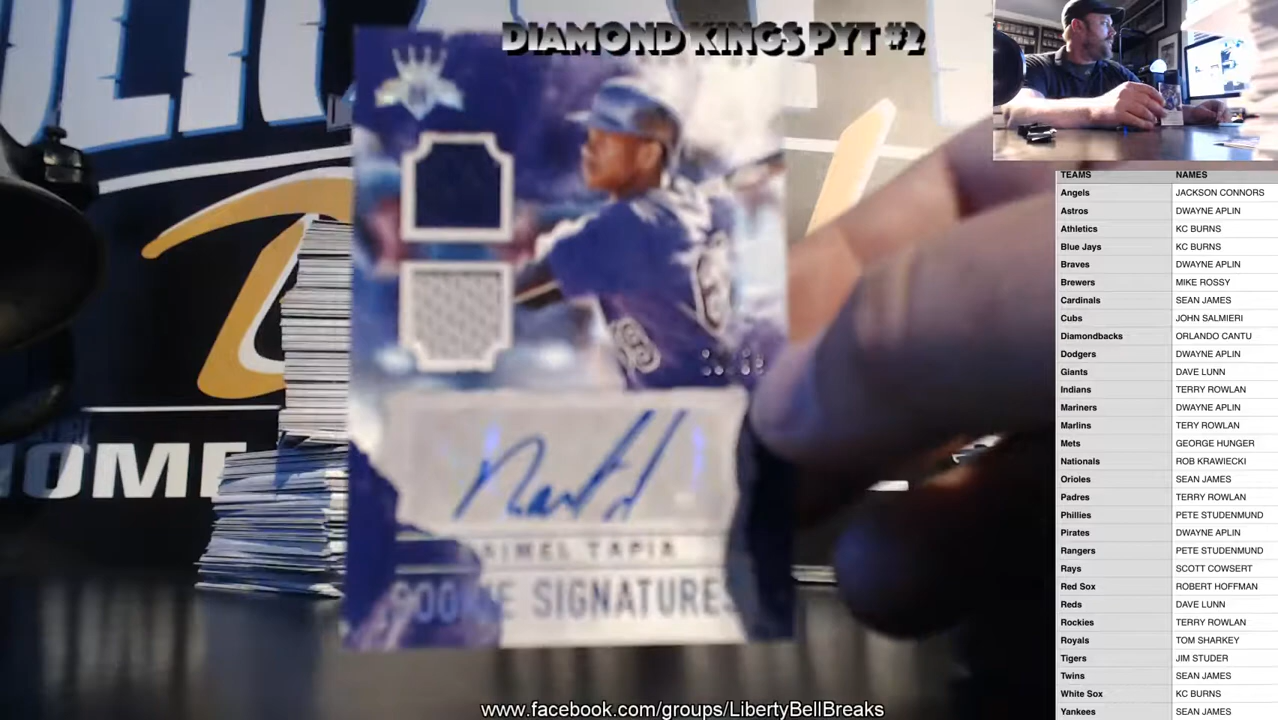 DIAMOND KINGS PYT #2
OME
AIMEL TAPIA
ROOKIE SIGNATURES
www.facebook.com/groups/LibertyBellBreaks
TEAMS NAMES
Angels JACKSON CONNORS
Astros DWAYNE APLIN
Athletics KC BURNS
Blue Jays KC BURNS
Braves DWAYNE APLIN
Brewers MIKE ROSSY
Cardinals SEAN JAMES
Cubs JOHN SALMIERI
Diamondbacks ORLANDO CANTU
Dodgers DWAYNE APLIN
Giants DAVE LUNN
Indians TERRY ROWLAN
Mariners DWAYNE APLIN
Marlins TERY ROWLAN
Mets GEORGE HUNGER
Nationals ROB KRAWIECKI
Orioles SEAN JAMES
Padres TERRY ROWLAN
Phillies PETE STUDENMUND
Pirates DWAYNE APLIN
Rangers PETE STUDENMUND
Rays SCOTT COWSERT
Red Sox ROBERT HOFFMAN
Reds DAVE LUNN
Rockies TERRY ROWLAN
Royals TOM SHARKEY
Tigers JIM STUDER
Twins SEAN JAMES
White Sox KC BURNS
Yankees SEAN JAMES